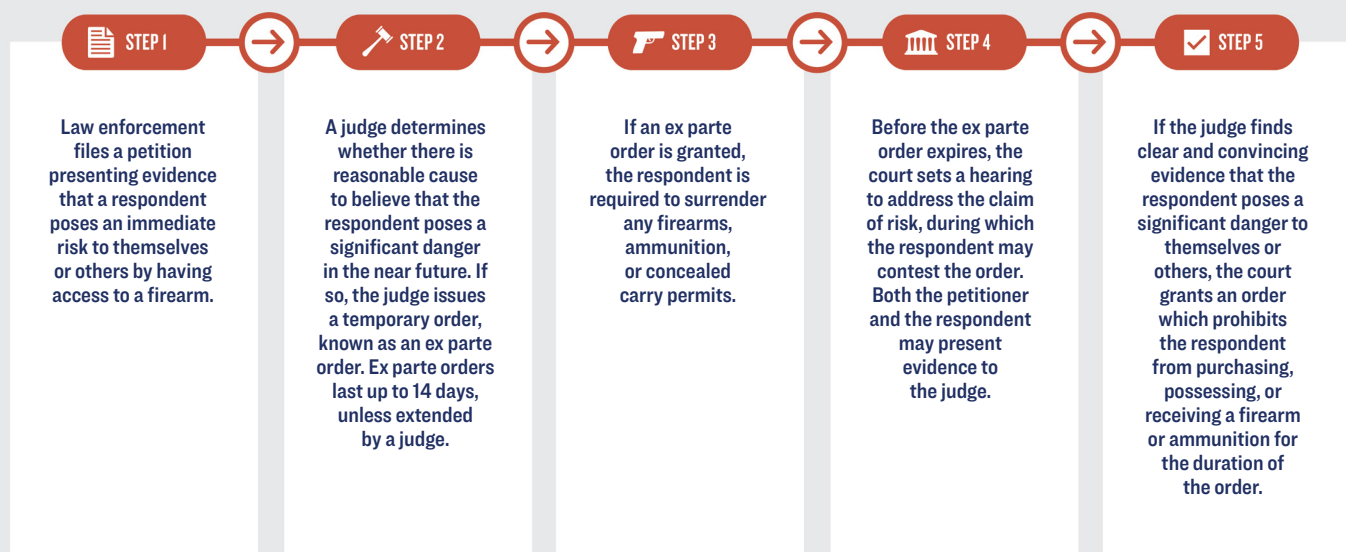 STEP 1
Law enforcement
files a petition
presenting evidence
that a respondent
poses an immediate
risk to themselves
or others by having
access to a firearm.
STEP 2
A judge determines
whether there is
reasonable cause
to believe that the
respondent poses a
significant danger
in the near future. If
so, the judge issues
a temporary order,
known as an ex parte
order. Ex parte orders
last up to 14 days,
unless extended
by a judge.
STEP 3
If an ex parte
order is granted,
the respondent is
required to surrender
any firearms,
ammunition,
or concealed
carry permits.
STEP 4
Before the ex parte
order expires, the
court sets a hearing
to address the claim
of risk, during which
the respondent may
contest the order.
Both the petitioner
and the respondent
may present
evidence to
the judge.
STEP 5
If the judge finds
clear and convincing
evidence that the
respondent poses a
significant danger to
themselves or
others, the court
grants an order
which prohibits
the respondent
from purchasing,
possessing, or
receiving a firearm
or ammunition for
the duration of
the order.